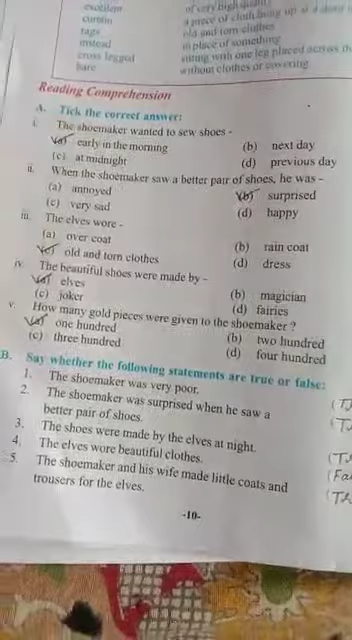 excellent of very high quality
curtain a piece of cloth hung up at a door
rags old and torn clothes
instead in place of something
cross legged sitting with one leg placed across the
bare without clothes or covering
Reading Comprehension
A. Tick the correct answer:
i. The shoemaker wanted to sew shoes -
(a) early in the morning (b) next day
(c) at midnight (d) previous day
ii. When the shoemaker saw a better pair of shoes, he was -
(a) annoyed (b) surprised
(c) very sad (d) happy
iii. The elves wore -
(a) over coat (b) rain coat
(c) old and torn clothes (d) dress
iv. The beautiful shoes were made by -
(a) elves (b) magician
(c) joker (d) fairies
v. How many gold pieces were given to the shoemaker ?
(a) one hundred (b) two hundred
(c) three hundred (d) four hundred
B. Say whether the following statements are true or false:
1. The shoemaker was very poor.
2. The shoemaker was surprised when he saw a
better pair of shoes.
3. The shoes were made by the elves at night.
4. The elves wore beautiful clothes.
5. The shoemaker and his wife made little coats and
trousers for the elves.
-10-